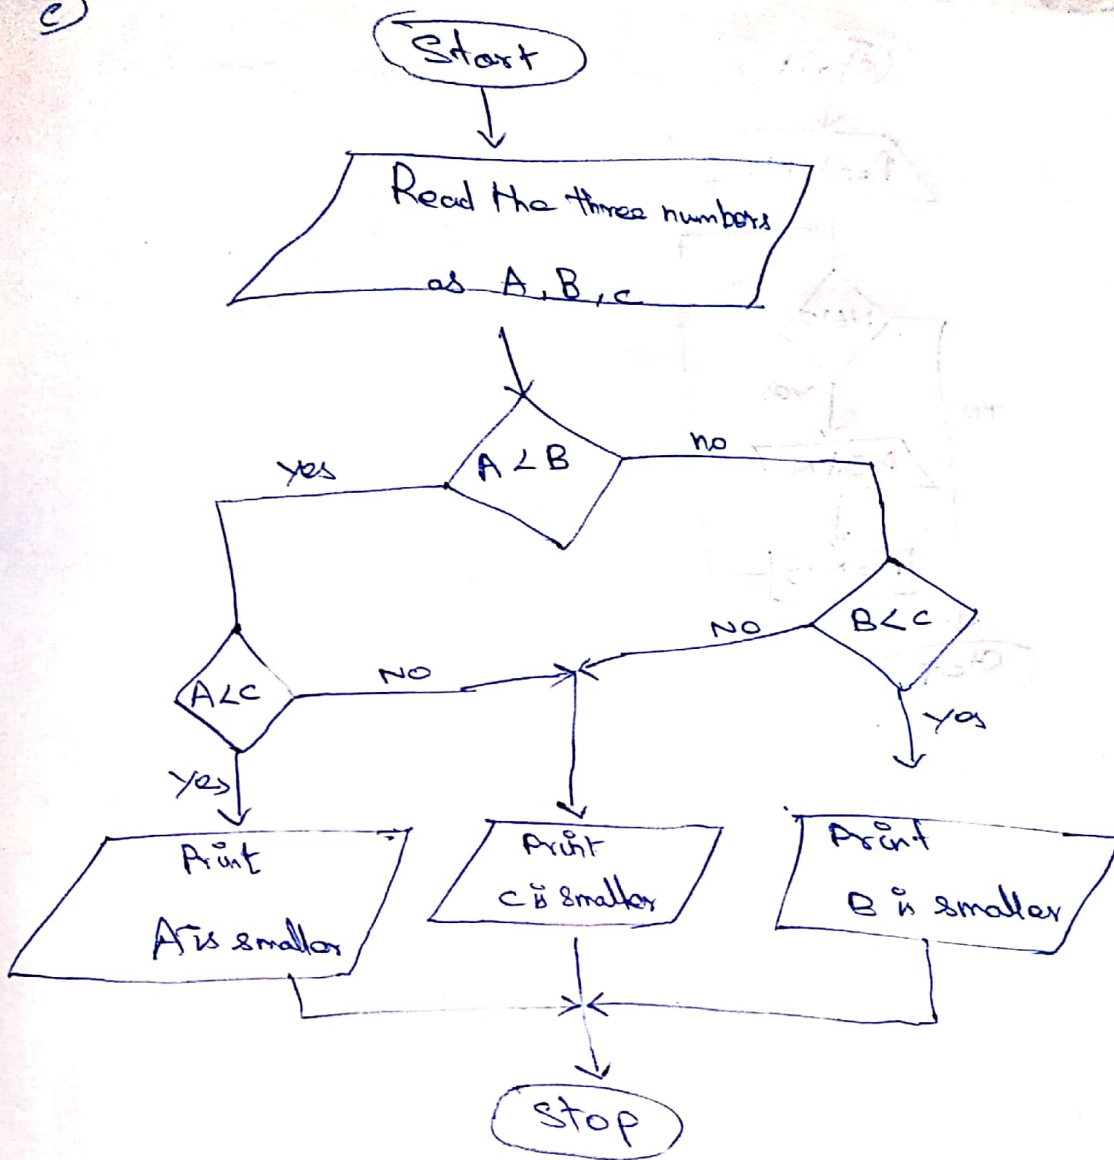 c)
Start
Read the three numbers
as A, B, c
A < B
yes
no
B < C
NO
A < C
NO
yes
yes
Print
A is smaller
Print
C is smaller
Print
B is smaller
Stop